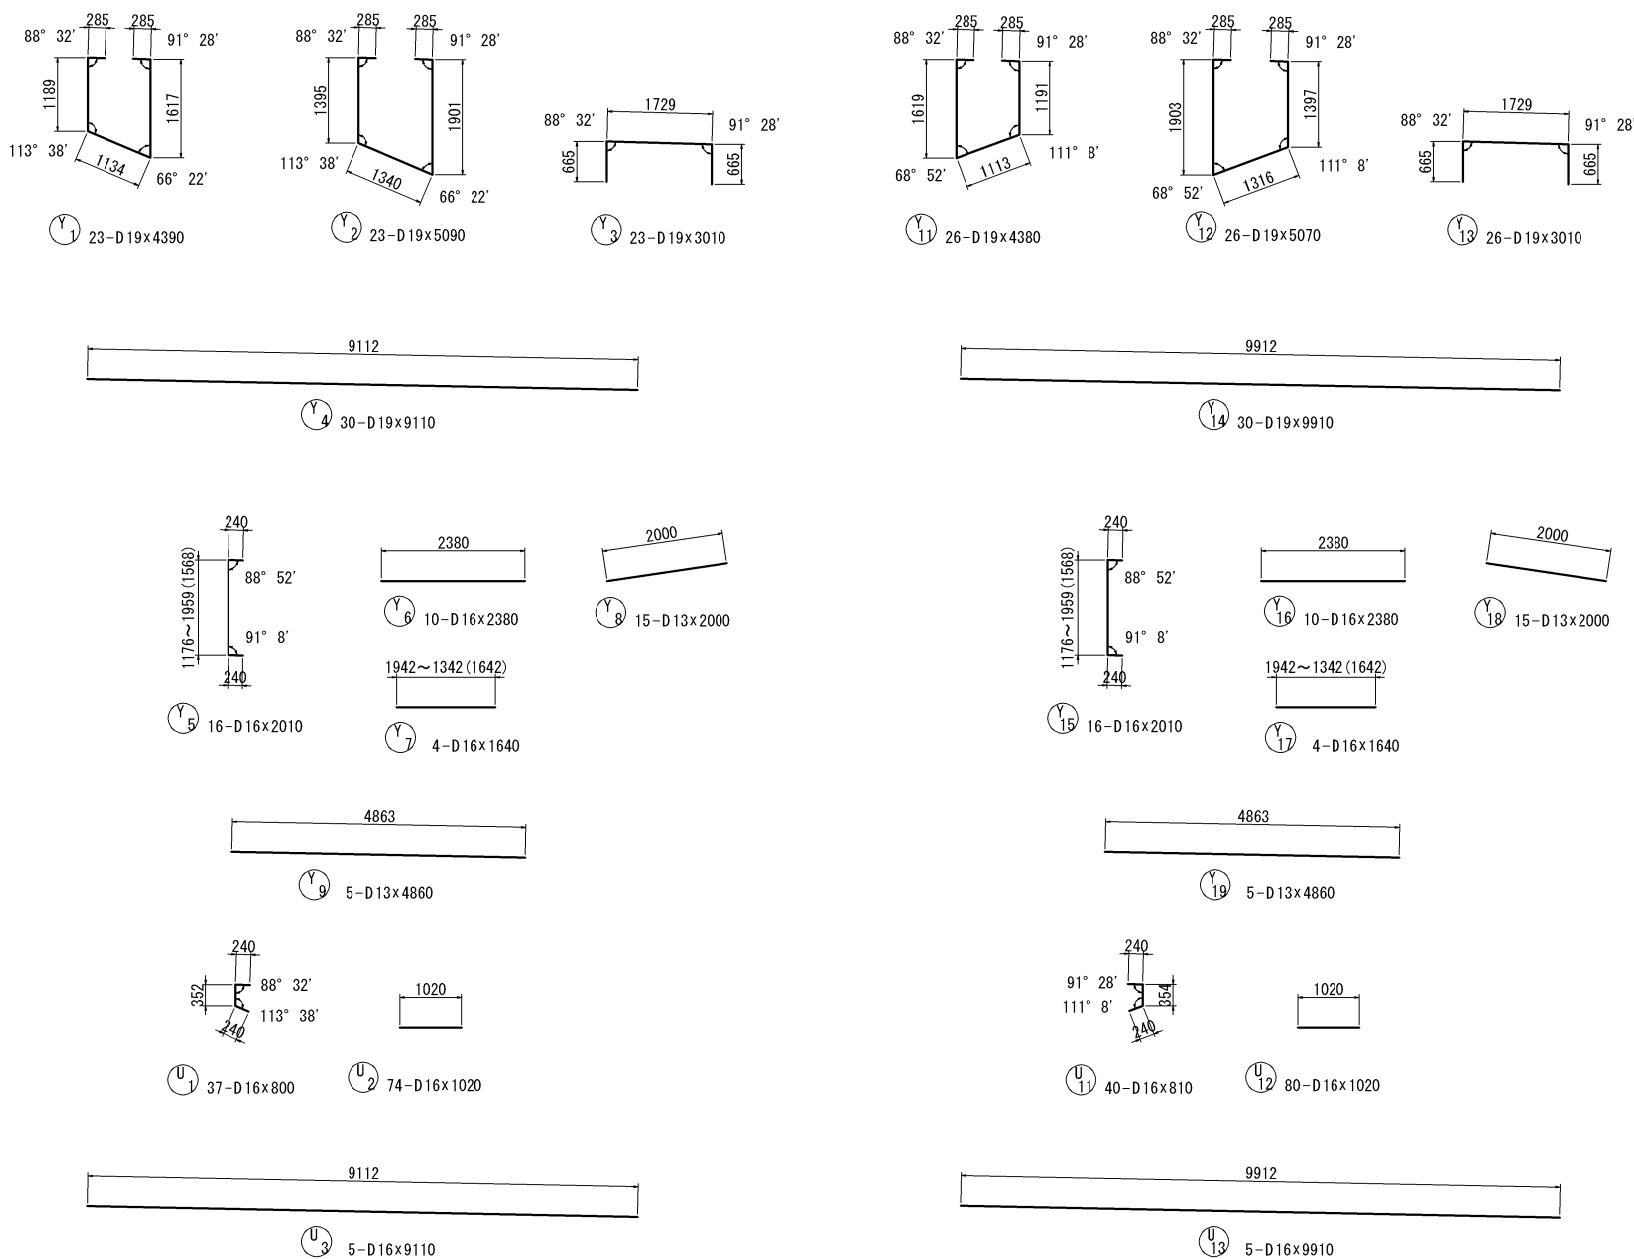 285 285 285 285
88° 32' 91° 28' 88° 32' 91° 28' 88° 32' 91° 28' 88° 32' 91° 28'
1189 1617 1395 1901 1729 1619 1191 1903 1397 1729
88° 32' 91° 28' 88° 32' 91° 28'
665 665 665 665
113° 38' 1134 66° 22' 113° 38' 1340 66° 22' 68° 52' 1113 111° 8' 68° 52' 1316 111° 8'
285 285 285 285
Y1 23-D19×4390
Y2 23-D19×5090
Y3 23-D19×3010
Y11 26-D19×4380
Y12 26-D19×5070
Y13 26-D19×3010
9112
Y4 30-D19×9110
9912
Y14 30-D19×9910
240
1176～1959(1568)
88° 52'
91° 8'
240
Y5 16-D16×2010
2380
Y6 10-D16×2380
1942～1342(1642)
Y7 4-D16×1640
2000
Y8 15-D13×2000
240
1176～1959(1568)
88° 52'
91° 8'
240
Y15 16-D16×2010
2380
Y16 10-D16×2380
1942～1342(1642)
Y17 4-D16×1640
2000
Y18 15-D13×2000
4863
Y9 5-D13×4860
4863
Y19 5-D13×4860
240
352
88° 32'
113° 38'
240
U1 37-D16×800
1020
U2 74-D16×1020
240
91° 28'
111° 8'
354
240
U11 40-D16×810
1020
U12 80-D16×1020
9112
U3 5-D16×9110
9912
U13 5-D16×9910